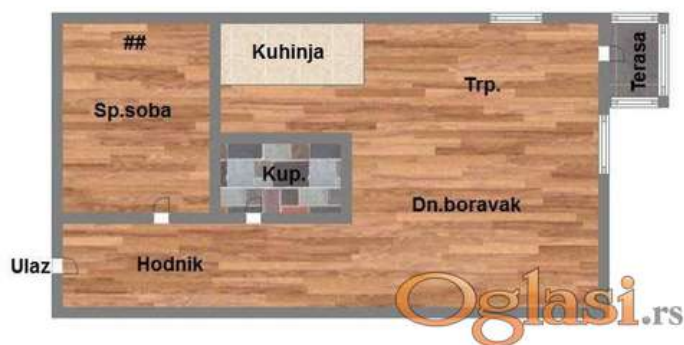 ##
Kuhinja
Terasa
Trp.
Sp.soba
Kup.
Dn.boravak
Ulaz
Hodnik
Oglasi.rs